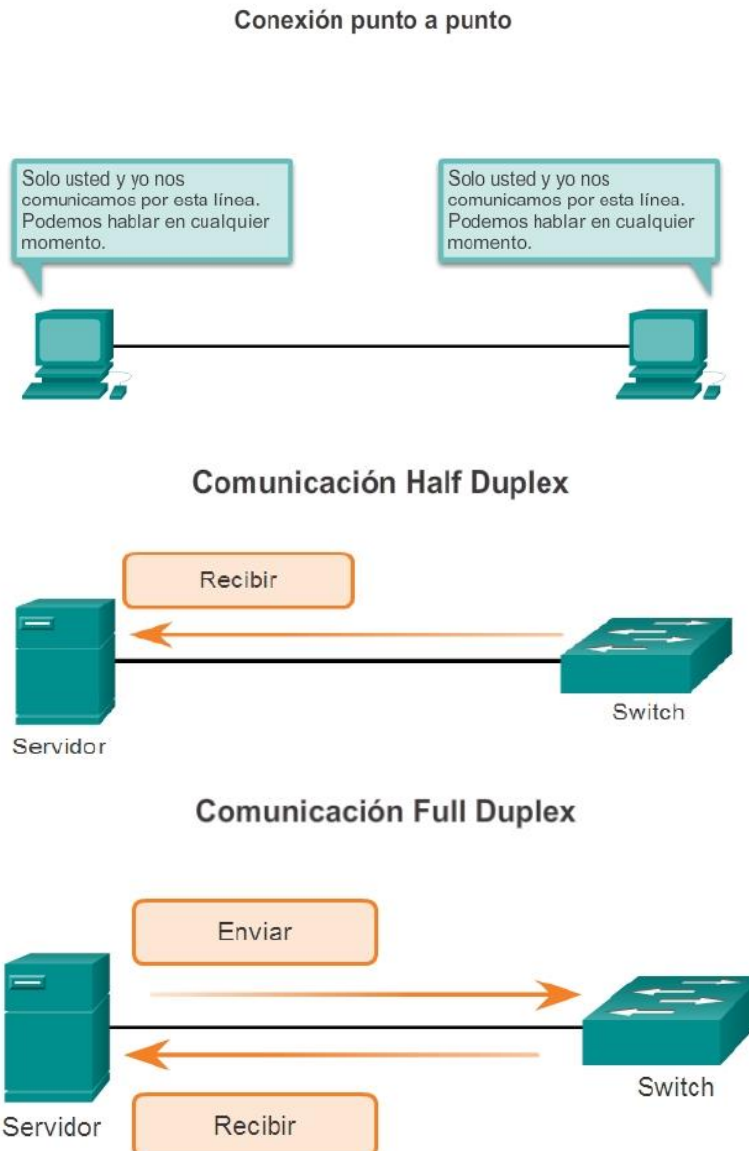 Conexión punto a punto
Solo usted y yo nos
comunicamos por esta línea.
Podemos hablar en cualquier
momento.
Solo usted y yo nos
comunicamos por esta línea.
Podemos hablar en cualquier
momento.
Comunicación Half Duplex
Recibir
Switch
Servidor
Comunicación Full Duplex
Enviar
Switch
Servidor
Recibir